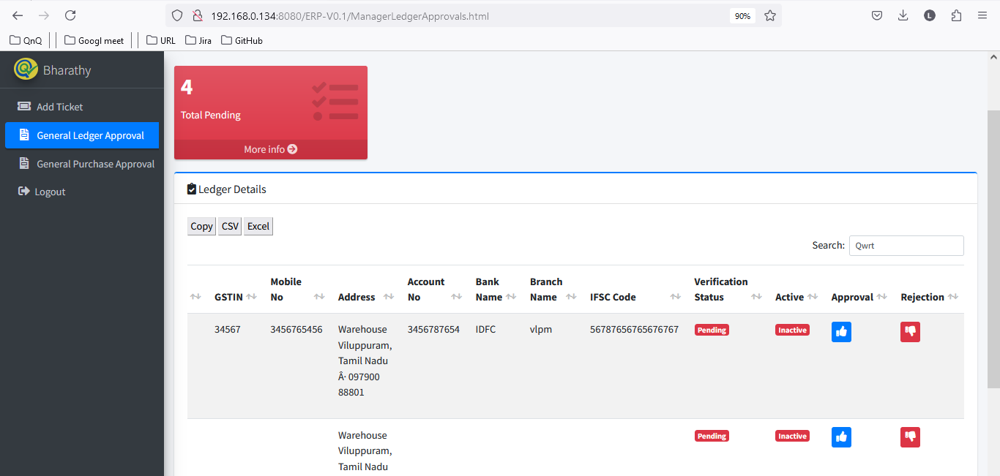 192.168.0.134:8080/ERP-V0.1/ManagerLedgerApprovals.html
90%
L
QnQ
Googl meet
URL
Jira
GitHub
Bharathy
Add Ticket
General Ledger Approval
General Purchase Approval
Logout
4
Total Pending
More info
Ledger Details
Copy CSV Excel
Search: Qwrt
GSTIN Mobile No Address Account No Bank Name Branch Name IFSC Code Verification Status Active Approval Rejection
34567 3456765456 Warehouse 3456787654 IDFC vlpm 56787656765676767 Pending Inactive
Viluppuram,
Tamil Nadu
Â· 097900
88801
Warehouse Pending Inactive
Viluppuram,
Tamil Nadu